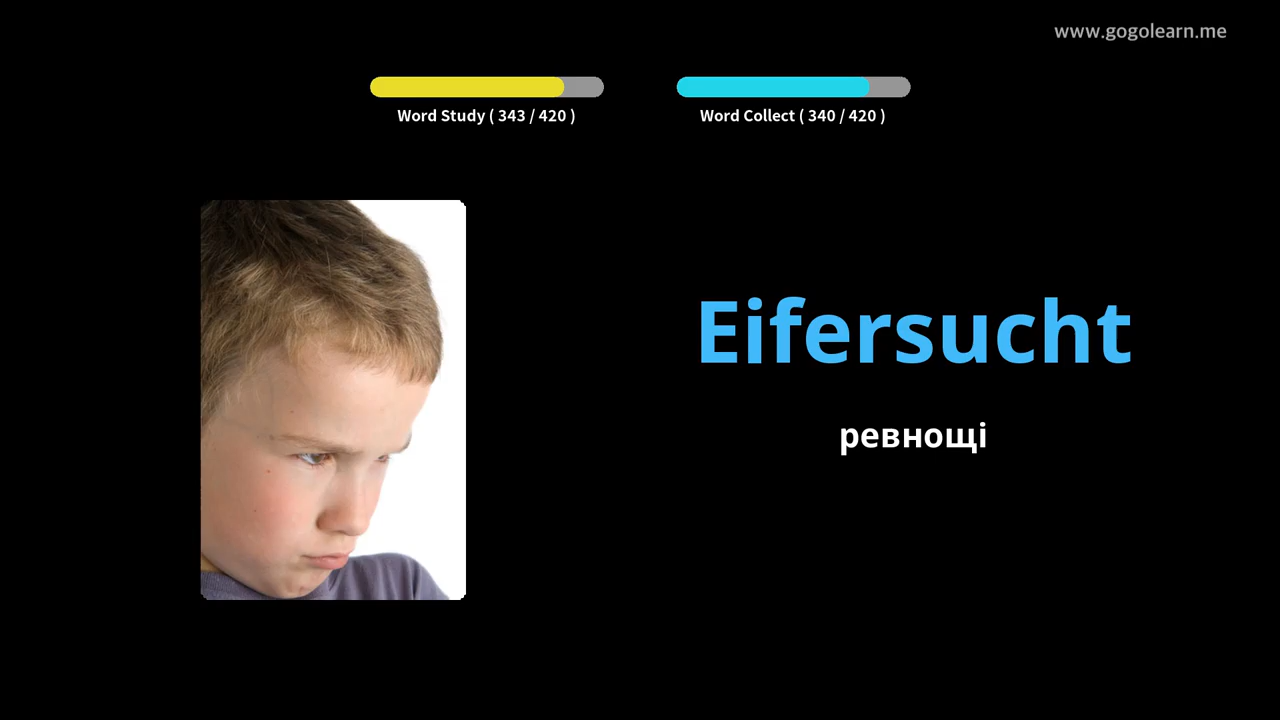 www.gogolearn.me
Word Study ( 343 / 420 )
Word Collect ( 340 / 420 )
Eifersucht
ревнощі